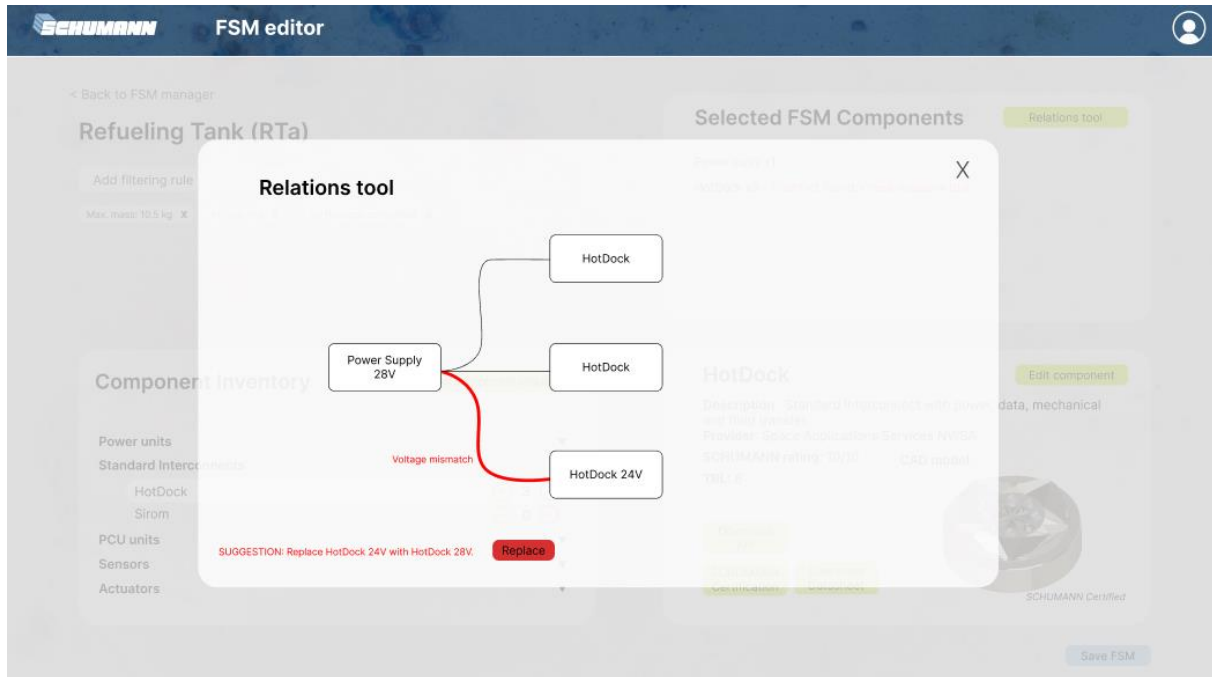 SCHUMANN
FSM editor
< Back to FSM manager
Refueling Tank (RTa)
Selected FSM Components
Relations tool
Add filtering rule
Max. mass: 10.5 kg X
Relations tool
X
HotDock
Power Supply
28V
HotDock
Voltage mismatch
HotDock 24V
SUGGESTION: Replace HotDock 24V with HotDock 28V.
Replace
Component Inventory
Power units
Standard Interconnects
HotDock
Sirom
PCU units
Sensors
Actuators
HotDock
Edit component
Description: Standard interconnect with power, data, mechanical
Provider: Space Applications Services NV/SA
SCHUMANN rating:
CAD model
Certification
Datasheet
SCHUMANN Certified
Save FSM